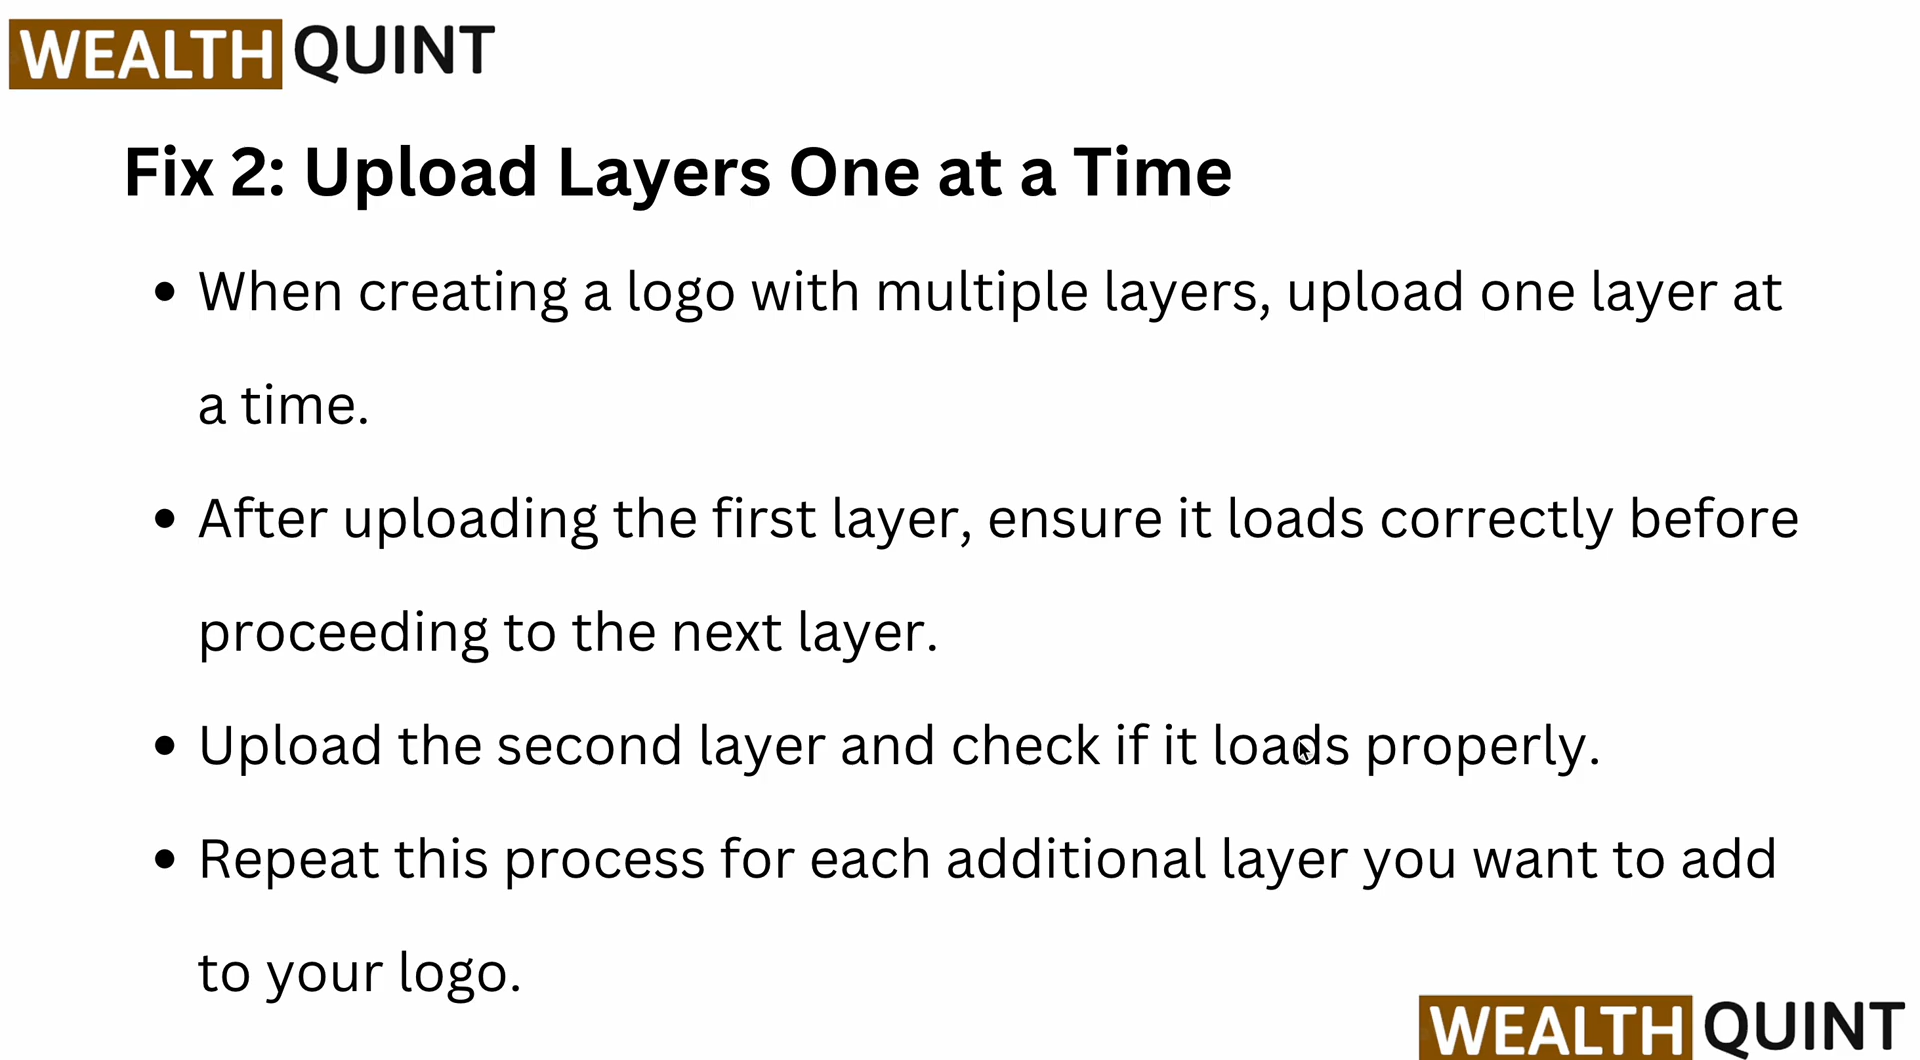 WEALTH QUINT
Fix 2: Upload Layers One at a Time
• When creating a logo with multiple layers, upload one layer at
a time.
• After uploading the first layer, ensure it loads correctly before
proceeding to the next layer.
• Upload the second layer and check if it loads properly.
• Repeat this process for each additional layer you want to add
to your logo.
WEALTH QUINT